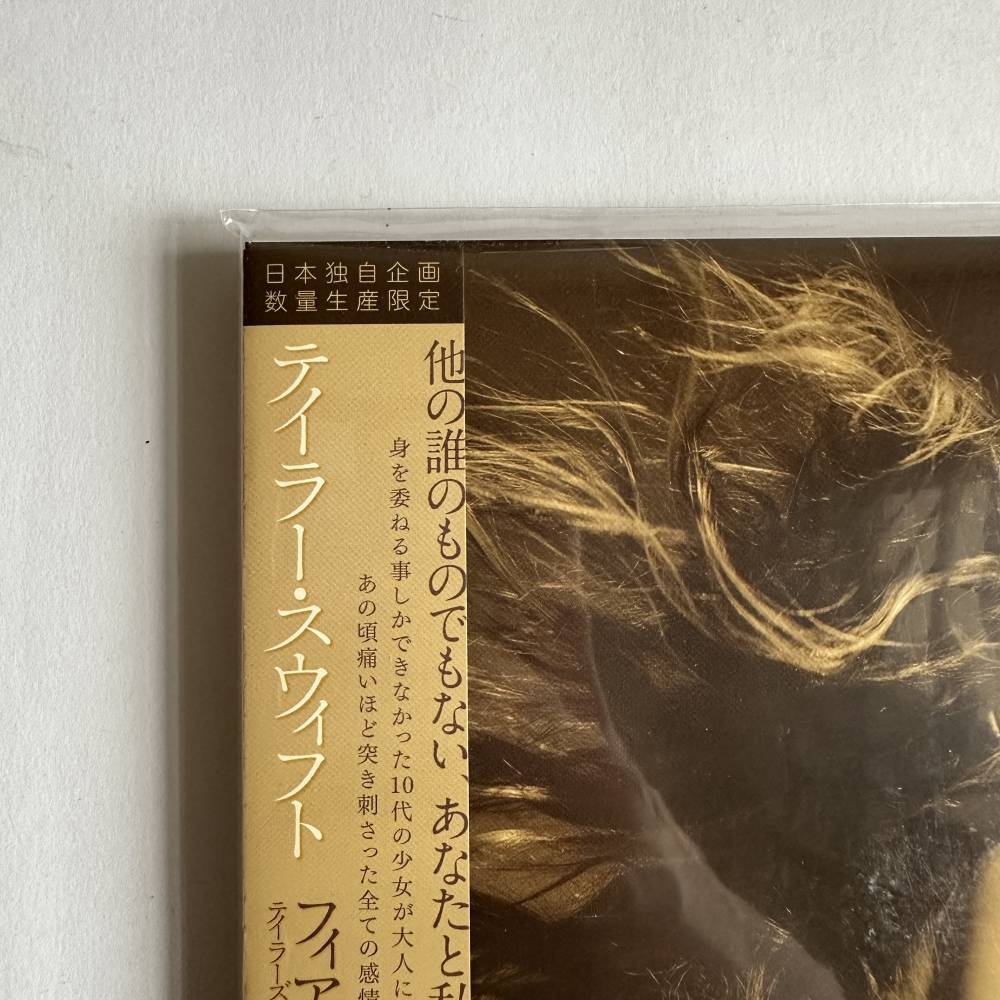 日本独自企画
数量生産限定
他の誰のものでもない、あなたと私
身を委ねる事しかできなかった10代の少女が大人に
あの頃痛いほど突き刺さった全ての感情
テイラー・スウィフト
フィア
テイラーズ